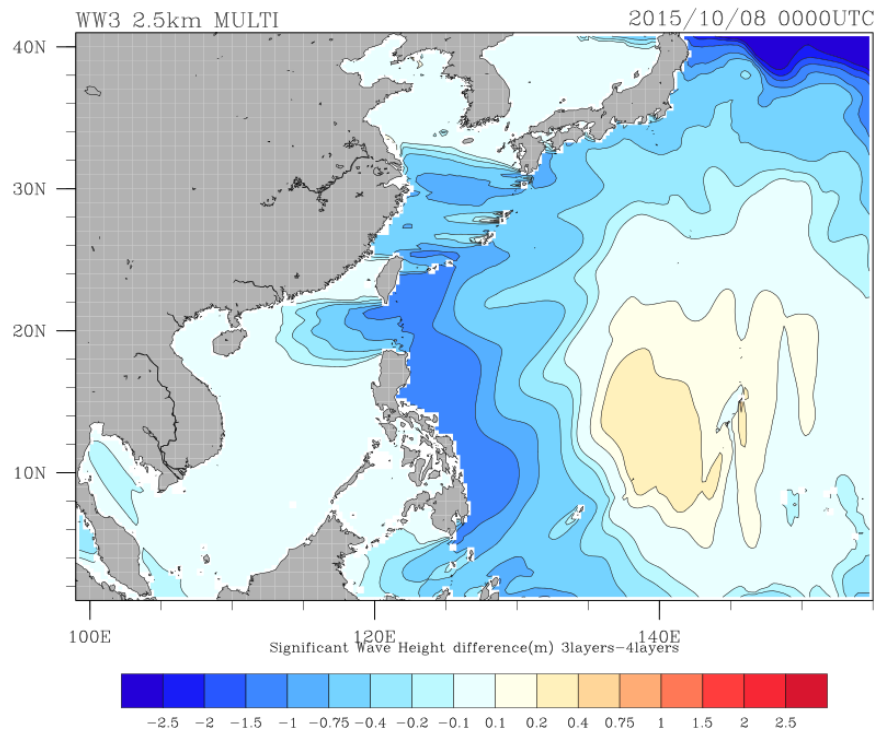 WW3 2.5km MULTI 2015/10/08 0000UTC
40N
30N
20N
10N
100E 120E 140E
Significant Wave Height difference(m) 3layers-4layers
-2.5 -2 -1.5 -1 -0.75 -0.4 -0.2 -0.1 0.1 0.2 0.4 0.75 1 1.5 2 2.5